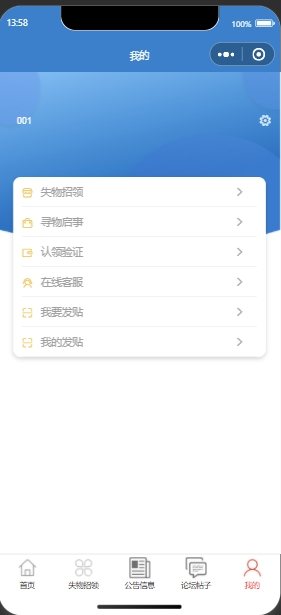 13:58
100%
我的
001
失物招领
寻物启事
认领验证
在线客服
我要发贴
我的发贴
首页
失物招领
公告信息
论坛帖子
我的